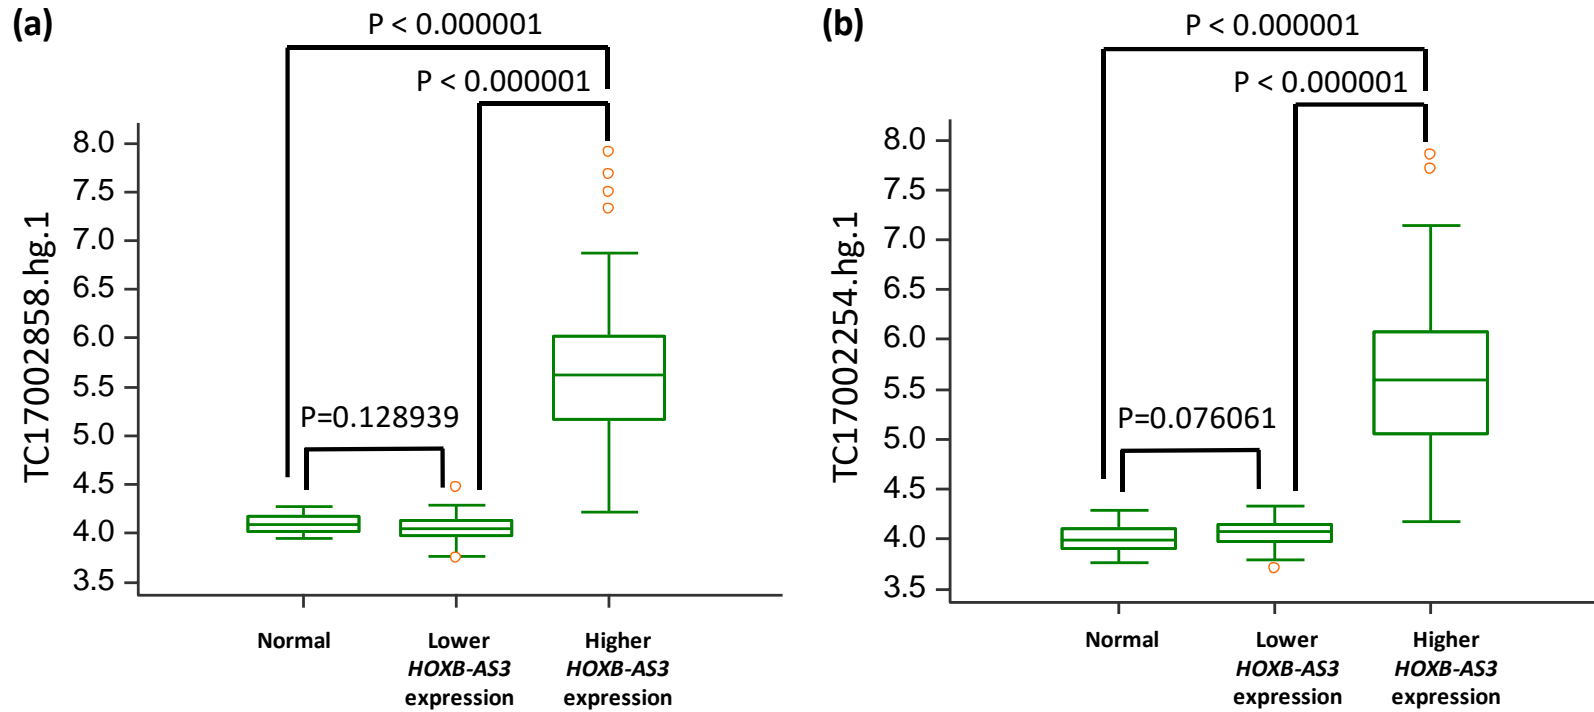 (a)
P < 0.000001
P < 0.000001
P=0.128939
TC17002858.hg.1
8.0
7.5
7.0
6.5
6.0
5.5
5.0
4.5
4.0
3.5
Normal
Lower
HOXB-AS3
expression
Higher
HOXB-AS3
expression
(b)
P < 0.000001
P < 0.000001
P=0.076061
TC17002254.hg.1
8.0
7.5
7.0
6.5
6.0
5.5
5.0
4.5
4.0
3.5
Normal
Lower
HOXB-AS3
expression
Higher
HOXB-AS3
expression